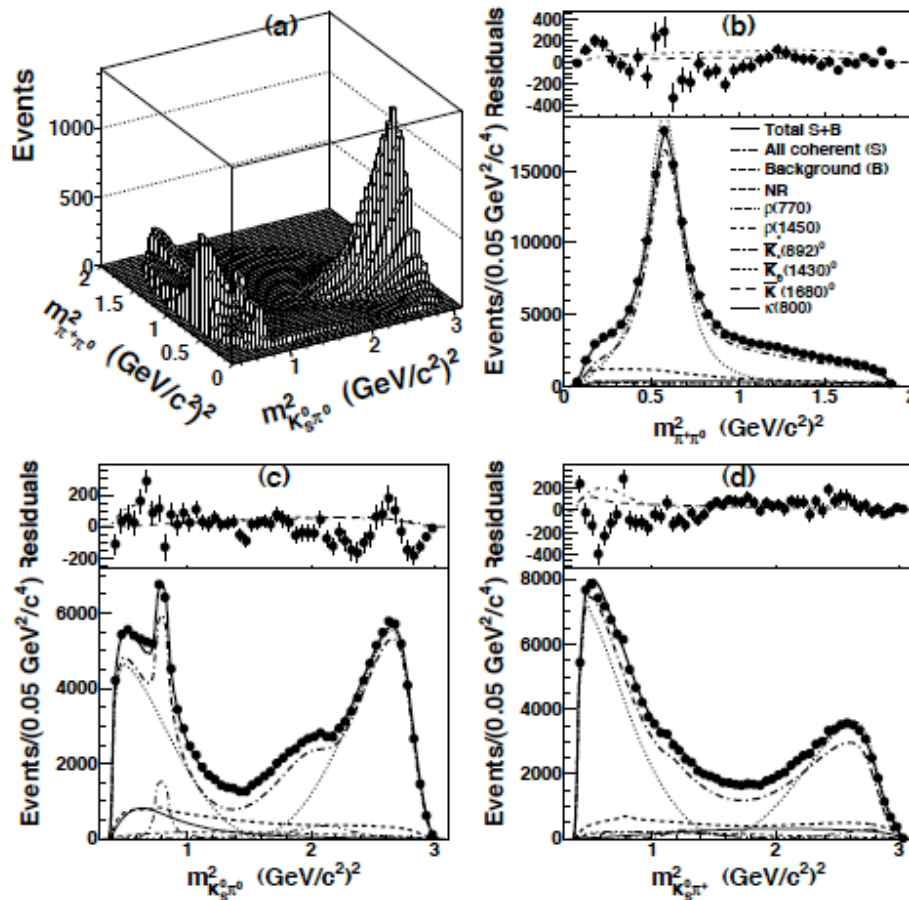 (a)
Events
1000
500
0
2
1.5
1
0.5
0
m²π⁺π⁰ (GeV/c²)²
1
2
3
m²K⁰Sπ⁰ (GeV/c²)²
(b)
Residuals
400
200
0
-200
-400
Events/(0.05 GeV²/c⁴)
15000
10000
5000
0
Total S+B
All coherent (S)
Background (B)
NR
ρ(770)
ρ(1450)
K̅*(892)⁰
K̅₀(1430)⁰
K̅(1680)⁰
κ(800)
0
0.5
1
1.5
2
m²π⁺π⁰ (GeV/c²)²
(c)
Residuals
200
0
-200
Events/(0.05 GeV²/c⁴)
6000
4000
2000
0
1
2
3
m²K⁰Sπ⁰ (GeV/c²)²
(d)
Residuals
200
0
-200
-400
Events/(0.05 GeV²/c⁴)
8000
6000
4000
2000
0
1
2
3
m²K⁰Sπ⁺ (GeV/c²)²